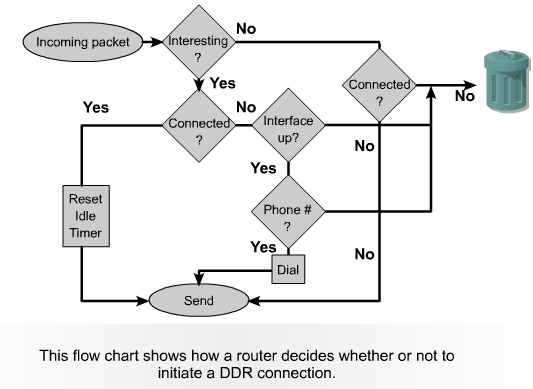 Incoming packet
Interesting
?
No
Connected
?
No
Yes
Yes
Connected
?
No
Interface
up?
No
Yes
Reset
Idle
Timer
Phone #
?
No
Yes
Dial
Send
This flow chart shows how a router decides whether or not to
initiate a DDR connection.